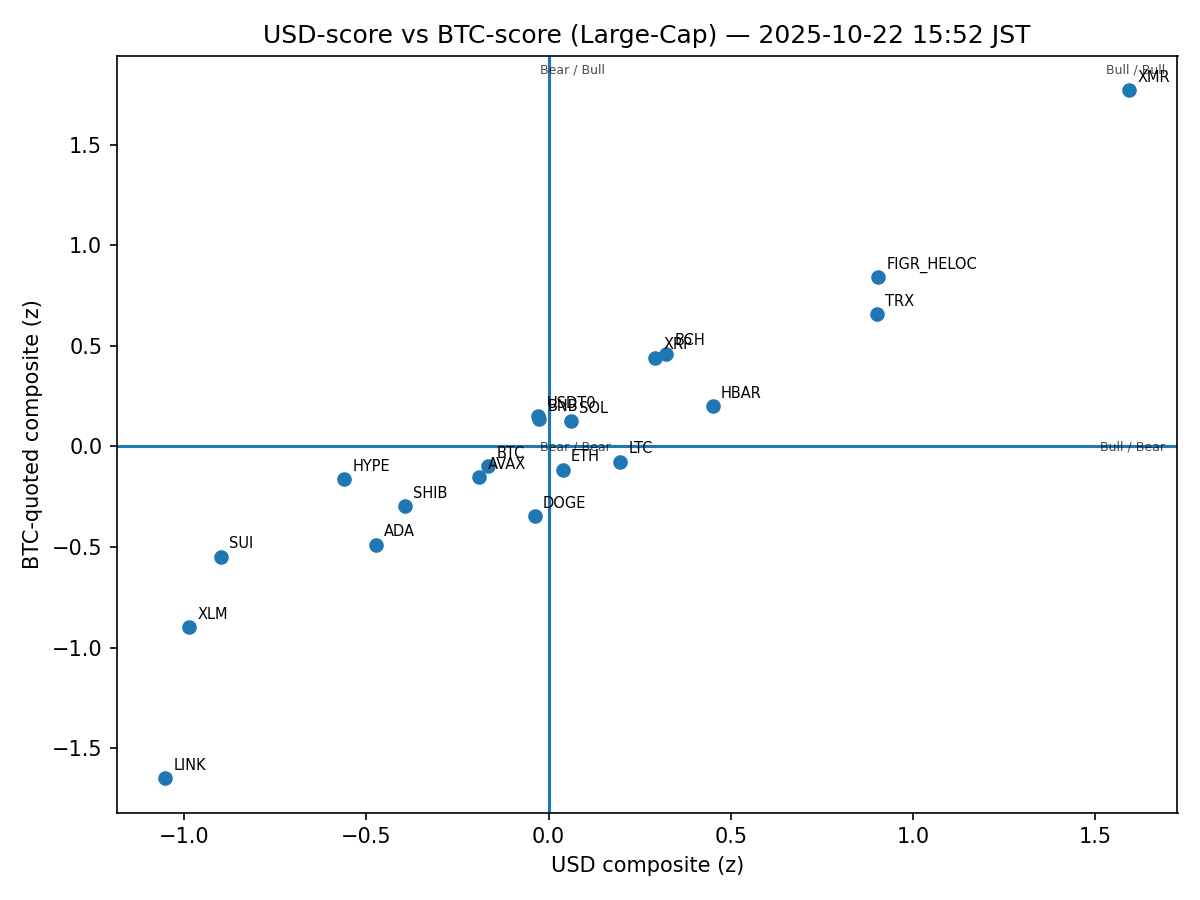 USD-score vs BTC-score (Large-Cap) — 2025-10-22 15:52 JST
Bear / Bull
Bull / Bull
XMR
1.5
1.0
FIGR_HELOC
TRX
0.5
BCH
XRP
HBAR
USDT0
BNB
SOL
0.0
Bear / Bear
Bull / Bear
LTC
BTC
ETH
AVAX
HYPE
SHIB
DOGE
−0.5
ADA
SUI
XLM
−1.0
−1.5
LINK
−1.0
−0.5
0.0
0.5
1.0
1.5
USD composite (z)
BTC-quoted composite (z)